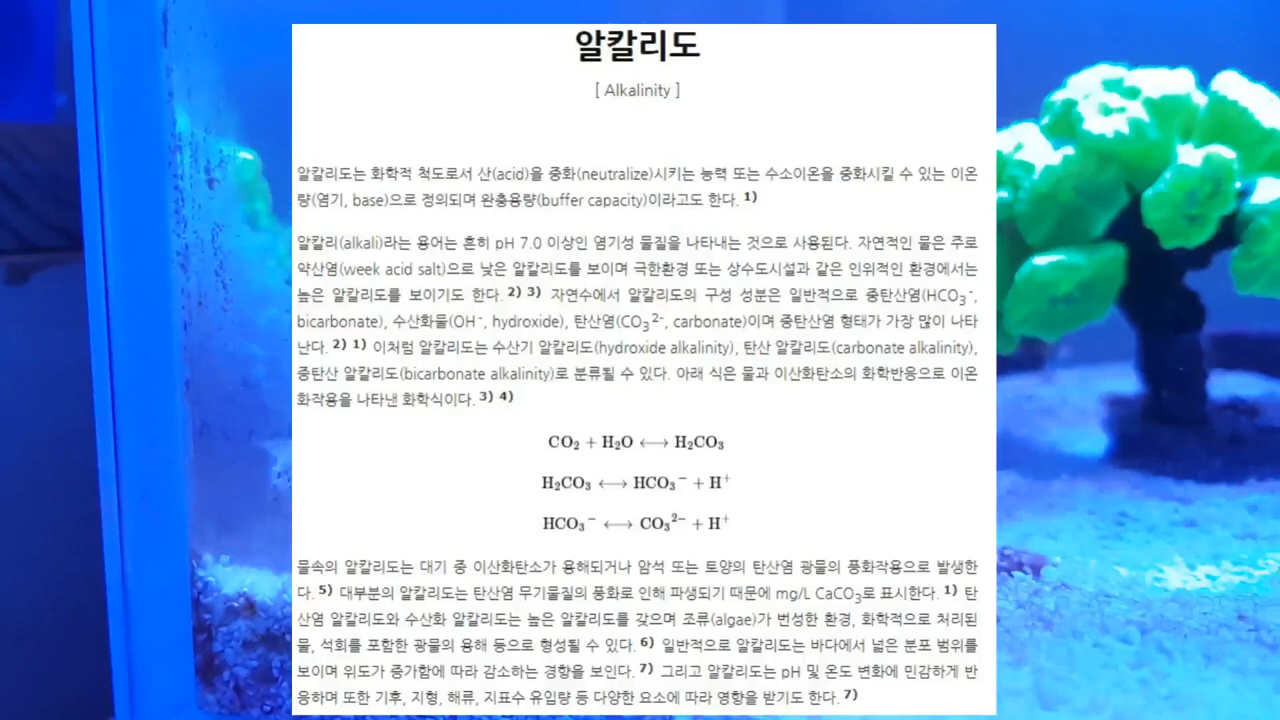 알칼리도
[ Alkalinity ]
알칼리도는 화학적 척도로서 산(acid)을 중화(neutralize)시키는 능력 또는 수소이온을 중화시킬 수 있는 이온
량(염기, base)으로 정의되며 완충용량(buffer capacity)이라고도 한다. 1)
알칼리(alkali)라는 용어는 흔히 pH 7.0 이상인 염기성 물질을 나타내는 것으로 사용된다. 자연적인 물은 주로
약산염(week acid salt)으로 낮은 알칼리도를 보이며 극한환경 또는 상수도시설과 같은 인위적인 환경에서는
높은 알칼리도를 보이기도 한다. 2) 3) 자연수에서 알칼리도의 구성 성분은 일반적으로 중탄산염(HCO₃⁻,
bicarbonate), 수산화물(OH⁻, hydroxide), 탄산염(CO₃²⁻, carbonate)이며 중탄산염 형태가 가장 많이 나타
난다. 2) 1) 이처럼 알칼리도는 수산기 알칼리도(hydroxide alkalinity), 탄산 알칼리도(carbonate alkalinity),
중탄산 알칼리도(bicarbonate alkalinity)로 분류될 수 있다. 아래 식은 물과 이산화탄소의 화학반응으로 이온
화작용을 나타낸 화학식이다. 3) 4)
CO₂ + H₂O ⟷ H₂CO₃
H₂CO₃ ⟷ HCO₃⁻ + H⁺
HCO₃⁻ ⟷ CO₃²⁻ + H⁺
물속의 알칼리도는 대기 중 이산화탄소가 용해되거나 암석 또는 토양의 탄산염 광물의 풍화작용으로 발생한
다. 5) 대부분의 알칼리도는 탄산염 무기물질의 풍화로 인해 파생되기 때문에 mg/L CaCO₃로 표시한다. 1) 탄
산염 알칼리도와 수산화 알칼리도는 높은 알칼리도를 갖으며 조류(algae)가 번성한 환경, 화학적으로 처리된
물, 석회를 포함한 광물의 용해 등으로 형성될 수 있다. 6) 일반적으로 알칼리도는 바다에서 넓은 분포 범위를
보이며 위도가 증가함에 따라 감소하는 경향을 보인다. 7) 그리고 알칼리도는 pH 및 온도 변화에 민감하게 반
응하며 또한 기후, 지형, 해류, 지표수 유입량 등 다양한 요소에 따라 영향을 받기도 한다. 7)